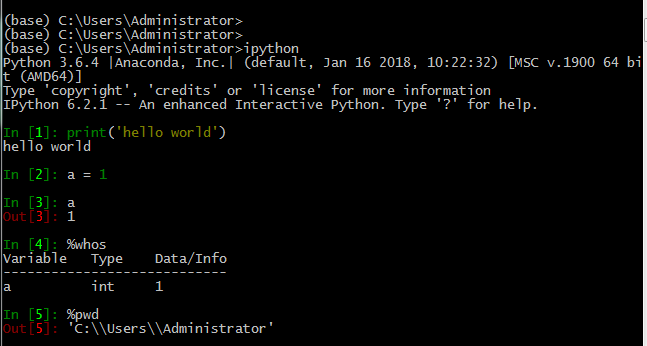 (base) C:\Users\Administrator>
(base) C:\Users\Administrator>
(base) C:\Users\Administrator>ipython
Python 3.6.4 |Anaconda, Inc.| (default, Jan 16 2018, 10:22:32) [MSC v.1900 64 bi
t (AMD64)]
Type 'copyright', 'credits' or 'license' for more information
IPython 6.2.1 -- An enhanced Interactive Python. Type '?' for help.
In [1]: print('hello world')
hello world
In [2]: a = 1
In [3]: a
Out[3]: 1
In [4]: %whos
Variable   Type    Data/Info
----------------------------
a          int     1
In [5]: %pwd
Out[5]: 'C:\\Users\\Administrator'